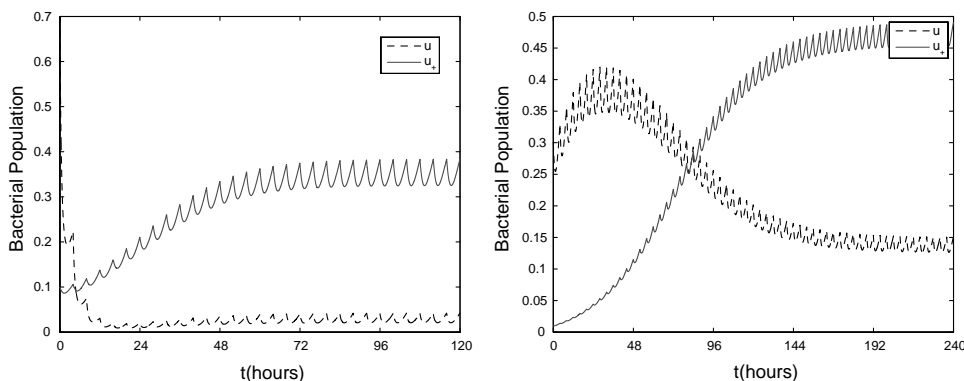 0.7
0.6
0.5
0.4
0.3
0.2
0.1
0
0 24 48 72 96 120
Bacterial Population
t(hours)
u
u+
0.5
0.45
0.4
0.35
0.3
0.25
0.2
0.15
0.1
0.05
0
0 48 96 144 192 240
Bacterial Population
t(hours)
u
u+